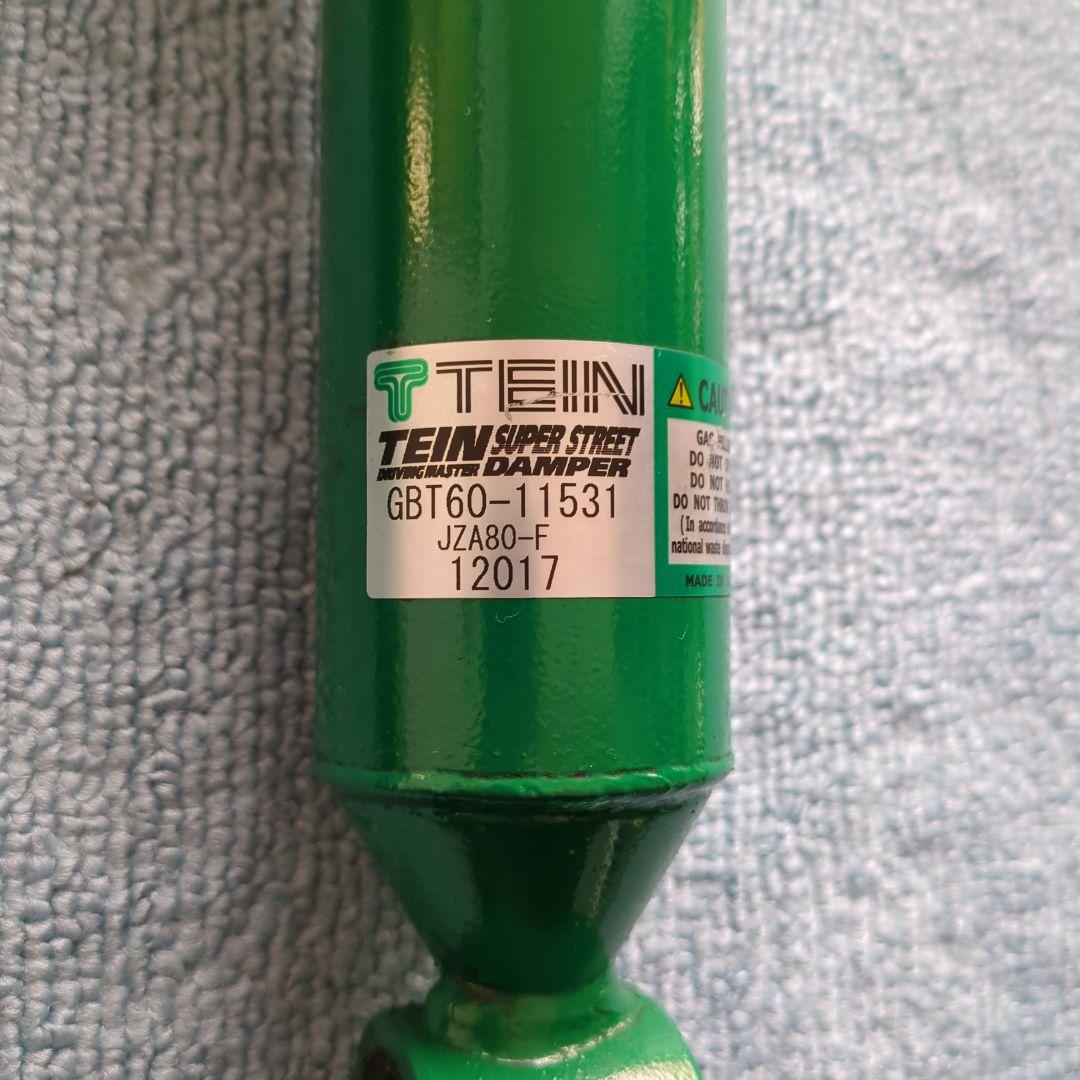 TEIN
TEIN SUPER STREET
DRIVING MASTER DAMPER
GBT60-11531
JZA80-F
12017
CAUT
DO NOT
DO NOT
DO NOT THROW
(In accordance
national waste
MADE IN